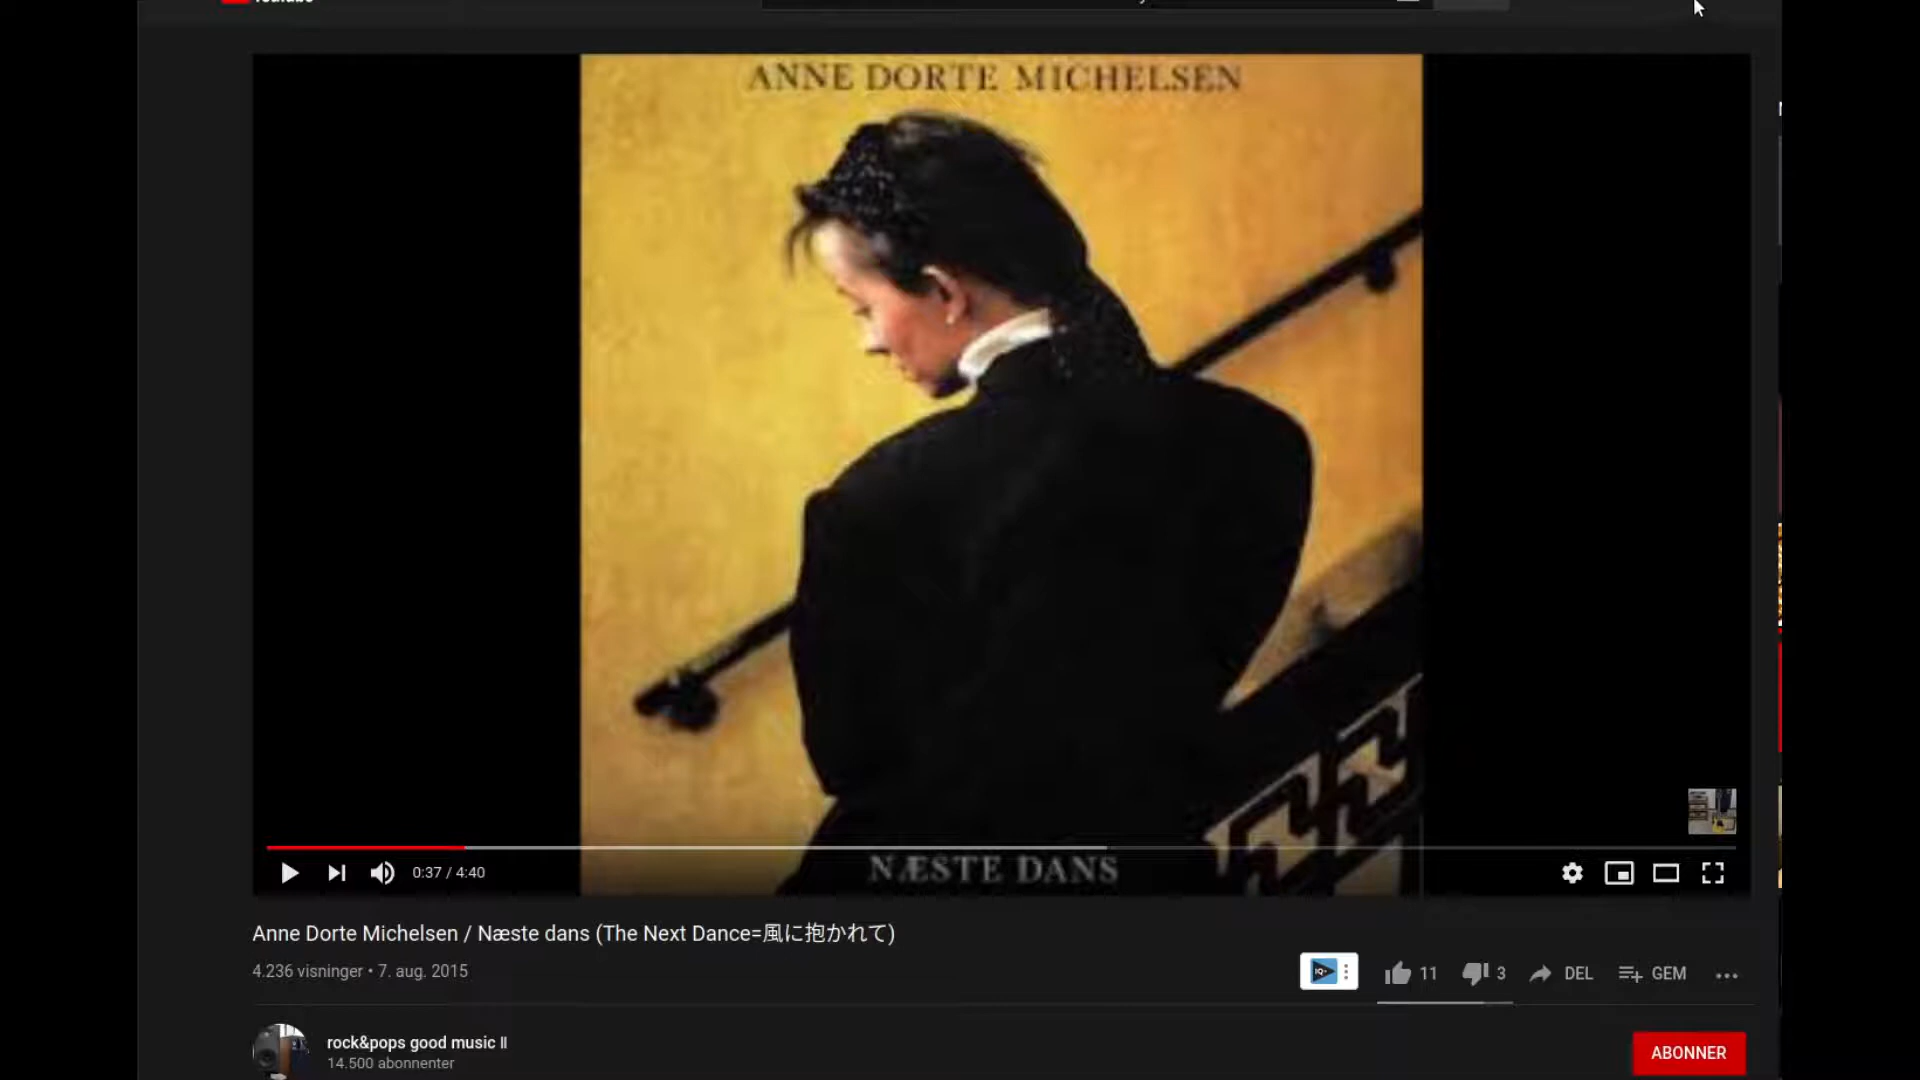 ANNE DORTE MICHELSEN
NÆSTE DANS
0:37 / 4:40
Anne Dorte Michelsen / Næste dans (The Next Dance=風に抱かれて)
4.236 visninger • 7. aug. 2015
IQ+
11
3
DEL
GEM
rock&pops good music Ⅱ
14.500 abonnenter
ABONNER